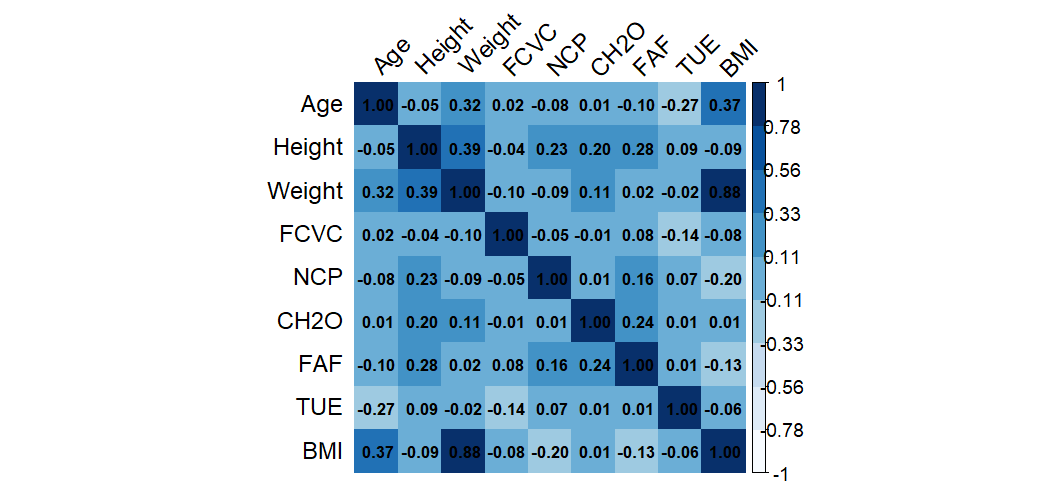 Age Height Weight FCVC NCP CH2O FAF TUE BMI
Age 1.00 -0.05 0.32 0.02 -0.08 0.01 -0.10 -0.27 0.37
Height -0.05 1.00 0.39 -0.04 0.23 0.20 0.28 0.09 -0.09
Weight 0.32 0.39 1.00 -0.10 -0.09 0.11 0.02 -0.02 0.88
FCVC 0.02 -0.04 -0.10 1.00 -0.05 -0.01 0.08 -0.14 -0.08
NCP -0.08 0.23 -0.09 -0.05 1.00 0.01 0.16 0.07 -0.20
CH2O 0.01 0.20 0.11 -0.01 0.01 1.00 0.24 0.01 0.01
FAF -0.10 0.28 0.02 0.08 0.16 0.24 1.00 0.01 -0.13
TUE -0.27 0.09 -0.02 -0.14 0.07 0.01 0.01 1.00 -0.06
BMI 0.37 -0.09 0.88 -0.08 -0.20 0.01 -0.13 -0.06 1.00
1
0.78
0.56
0.33
0.11
-0.11
-0.33
-0.56
-0.78
-1